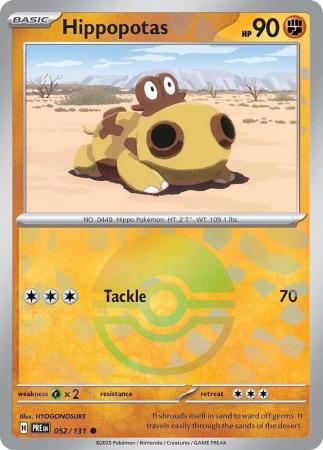 BASIC Hippopotas HP 90
NO. 0449 Hippo Pokémon HT: 2'7" WT: 109.1 lbs.
Tackle 70
weakness ×2 resistance retreat
Illus. HYOGONOSUKE
It shrouds itself in sand to ward off germs. It
travels easily through the sands of the desert.
H PRE EN 052/131
©2025 Pokémon / Nintendo / Creatures / GAME FREAK